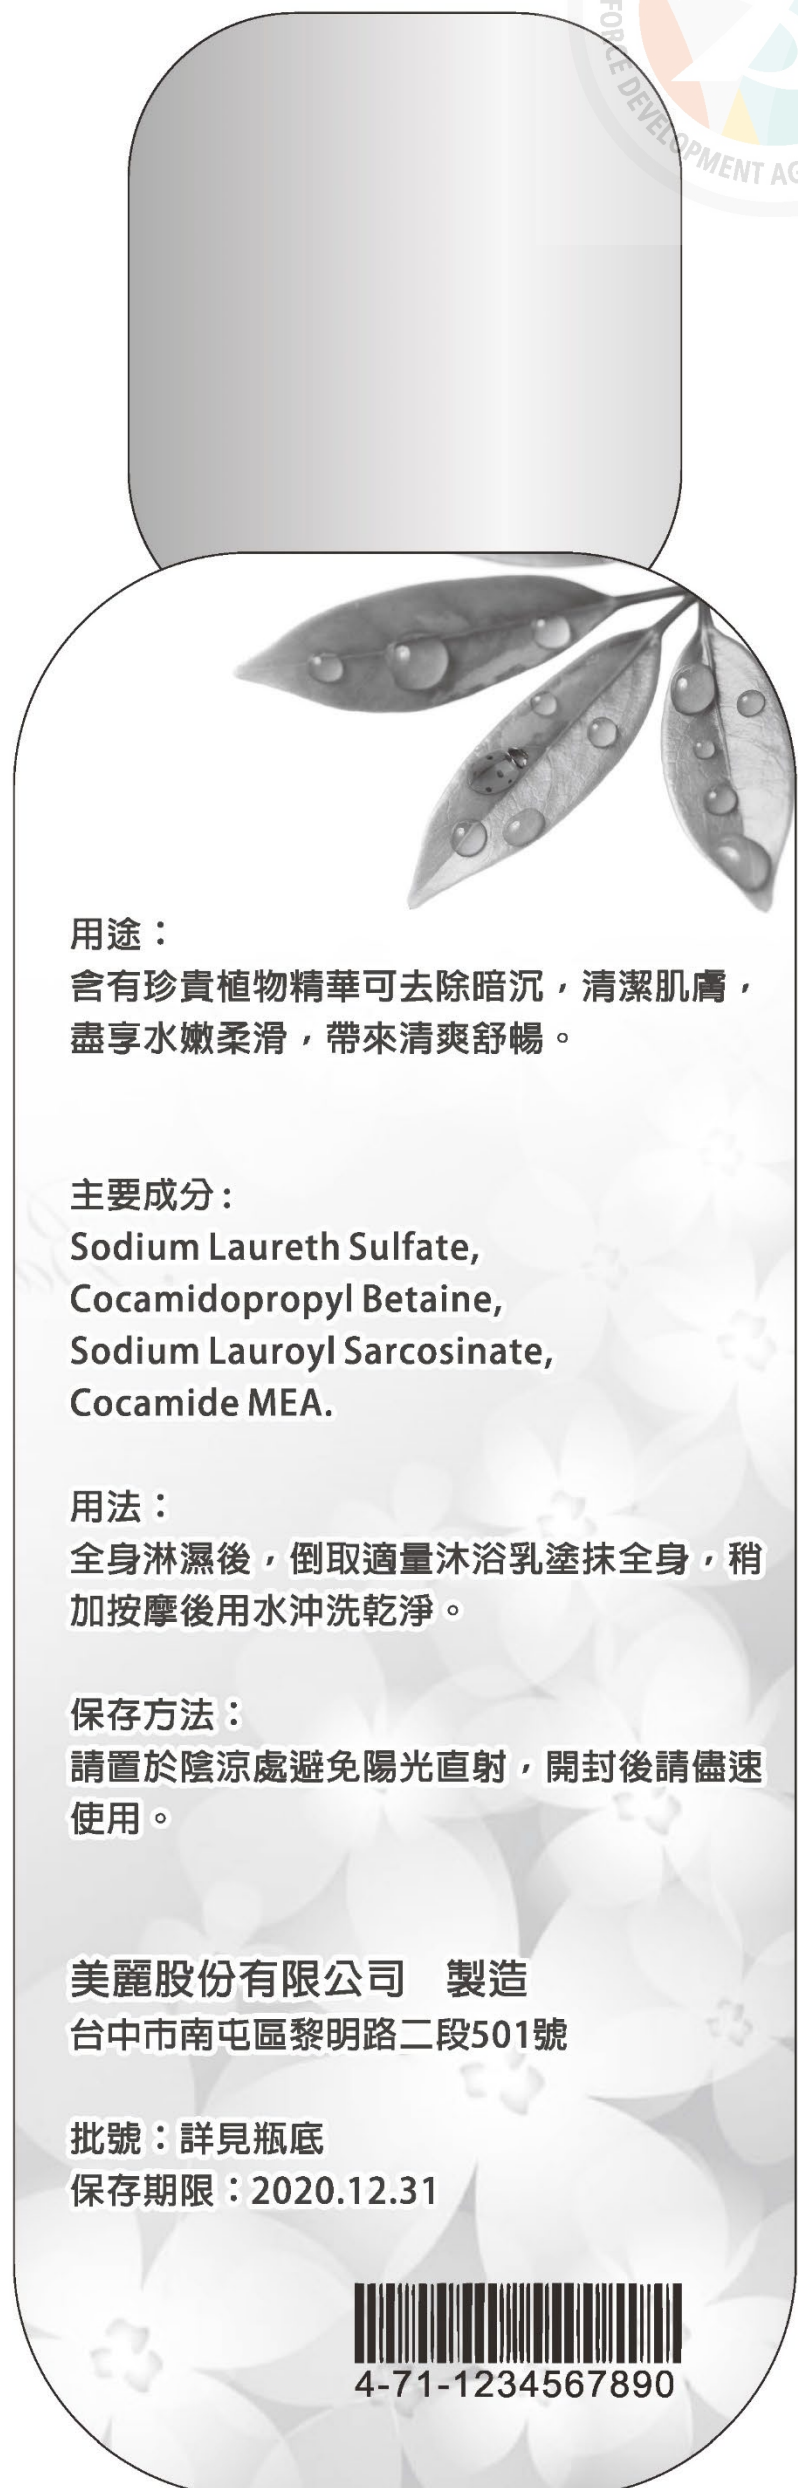 FORCE DEVELOPMENT
用途：
含有珍貴植物精華可去除暗沉，清潔肌膚，
盡享水嫩柔滑，帶來清爽舒暢。
主要成分:
Sodium Laureth Sulfate,
Cocamidopropyl Betaine,
Sodium Lauroyl Sarcosinate,
Cocamide MEA.
用法：
全身淋濕後，倒取適量沐浴乳塗抹全身，稍
加按摩後用水沖洗乾淨。
保存方法：
請置於陰涼處避免陽光直射，開封後請儘速
使用。
美麗股份有限公司　製造
台中市南屯區黎明路二段501號
批號：詳見瓶底
保存期限：2020.12.31
4-71-1234567890